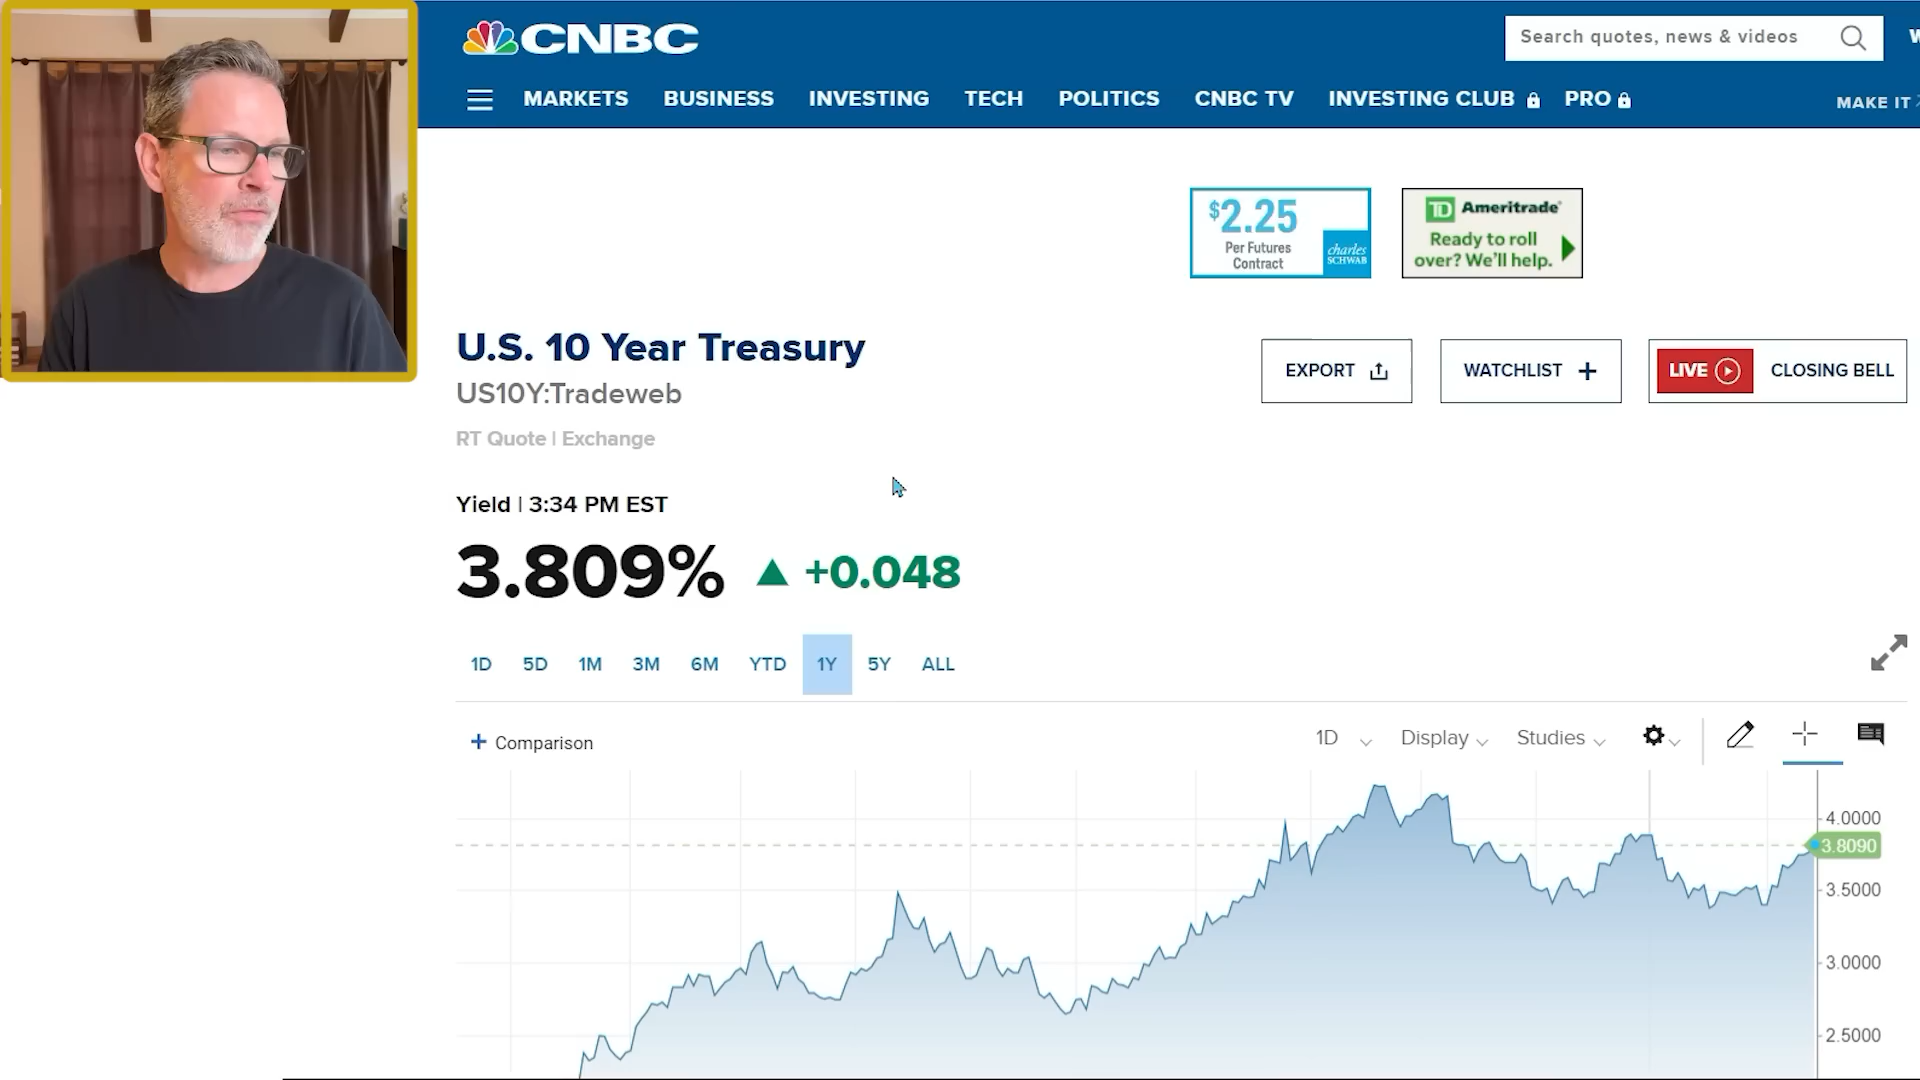 CNBC
Search quotes, news & videos
MARKETS BUSINESS INVESTING TECH POLITICS CNBC TV INVESTING CLUB PRO MAKE IT
$2.25
Per Futures
Contract
charles
SCHWAB
TD Ameritrade
Ready to roll
over? We'll help.
U.S. 10 Year Treasury
US10Y:Tradeweb
RT Quote | Exchange
EXPORT
WATCHLIST +
LIVE CLOSING BELL
Yield | 3:34 PM EST
3.809% +0.048
1D 5D 1M 3M 6M YTD 1Y 5Y ALL
+ Comparison
1D Display Studies
4.0000
3.8090
3.5000
3.0000
2.5000